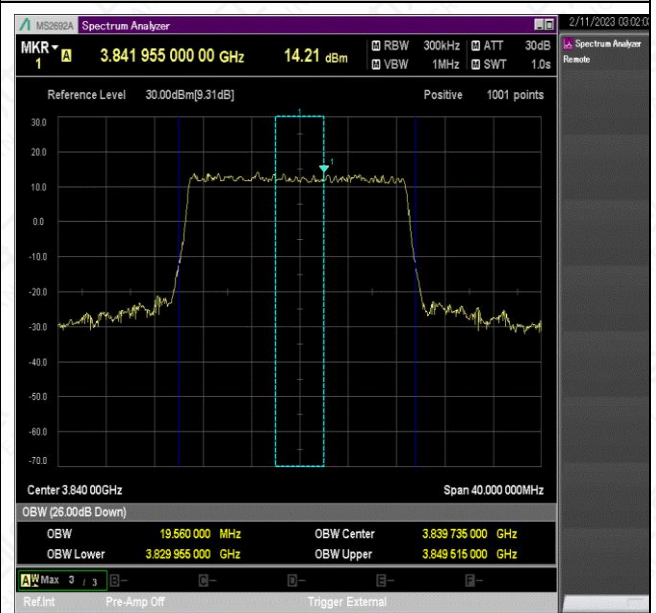 MS2692A Spectrum Analyzer
2/11/2023 03:02:0
MKR 1 A 3.841 955 000 00 GHz 14.21 dBm M RBW 300kHz M ATT 30dB
M VBW 1MHz M SWT 1.0s
Spectrum Analyzer
Remote
Reference Level 30.00dBm[9.31dB] Positive 1001 points
1
30.0
20.0
1
10.0
0.0
-10.0
-20.0
-30.0
-40.0
-50.0
-60.0
-70.0
Center 3.840 00GHz Span 40.000 000MHz
OBW (26.00dB Down)
OBW 19.560 000 MHz OBW Center 3.839 735 000 GHz
OBW Lower 3.829 955 000 GHz OBW Upper 3.849 515 000 GHz
A W Max 3 / 3 B- C- D- E- F-
Ref.Int Pre-Amp Off Trigger External